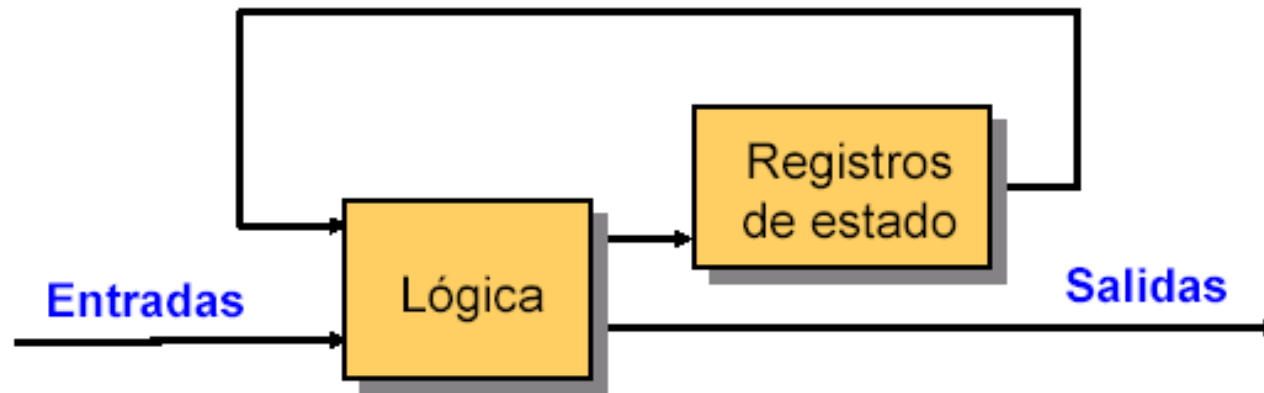 Registros
de estado
Entradas
Lógica
Salidas